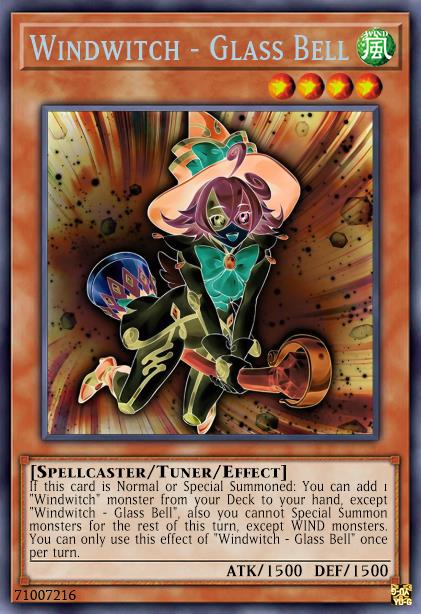 WINDWITCH - GLASS BELL
WIND
風
[SPELLCASTER/TUNER/EFFECT]
If this card is Normal or Special Summoned: You can add 1
"Windwitch" monster from your Deck to your hand, except
"Windwitch - Glass Bell", also you cannot Special Summon
monsters for the rest of this turn, except WIND monsters.
You can only use this effect of "Windwitch - Glass Bell" once
per turn.
ATK/1500 DEF/1500
71007216